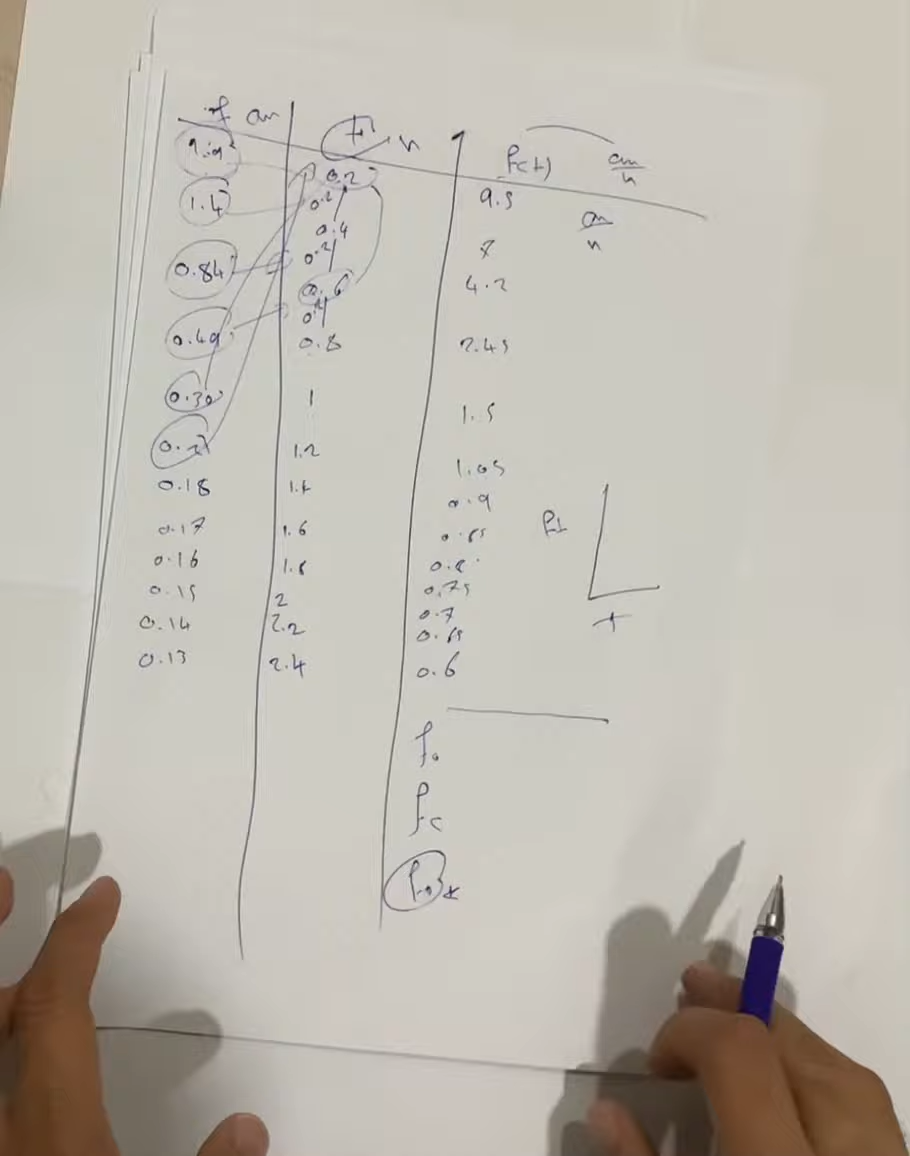 cm
t h
f(t) cm/h
1.9 0.2 9.5
cm/h
1.4 0.2
0.4 7
0.84 0.2
0.6 4.2
0.2
0.49 0.8 2.45
0.30 1 1.5
0.21 1.2 1.05
0.18 1.4 0.9
0.17 1.6 0.85
0.16 1.8 0.8
0.15 2 0.75
0.14 2.2 0.7
0.65
0.13 2.4 0.6
t
f0
fc